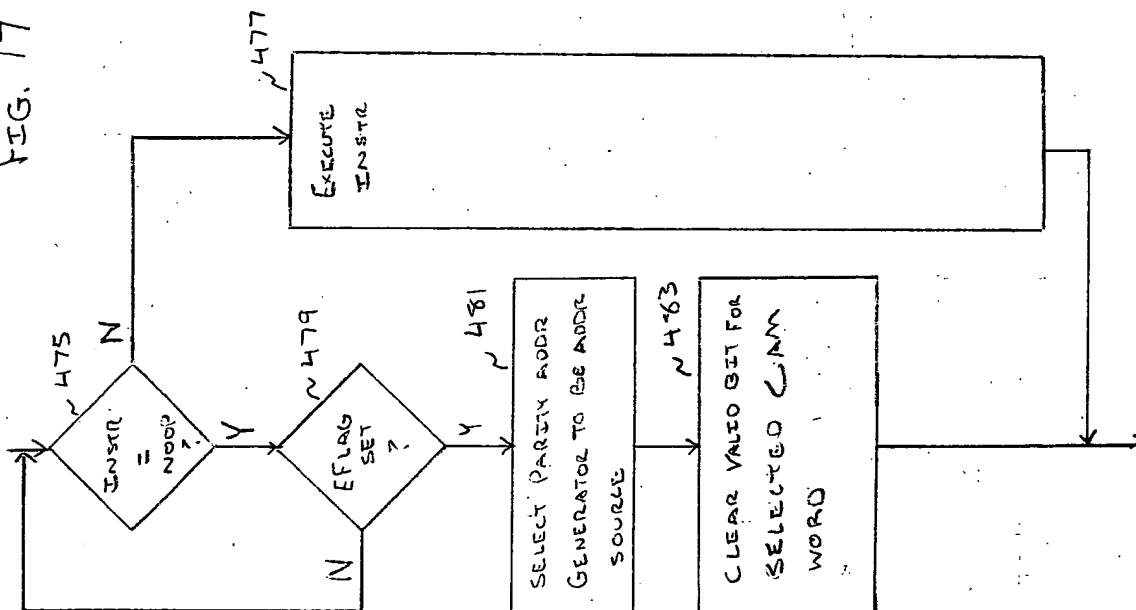 FIG. 17
475
INSTR
=
NOOP
?
N
Y
477
EXECUTE
INSTR
479
EFLAG
SET
?
N
Y
481
SELECT PARITY ADDR
GENERATOR TO BE ADDR
SOURCE
483
CLEAR VALID BIT FOR
SELECTED CAM
WORD